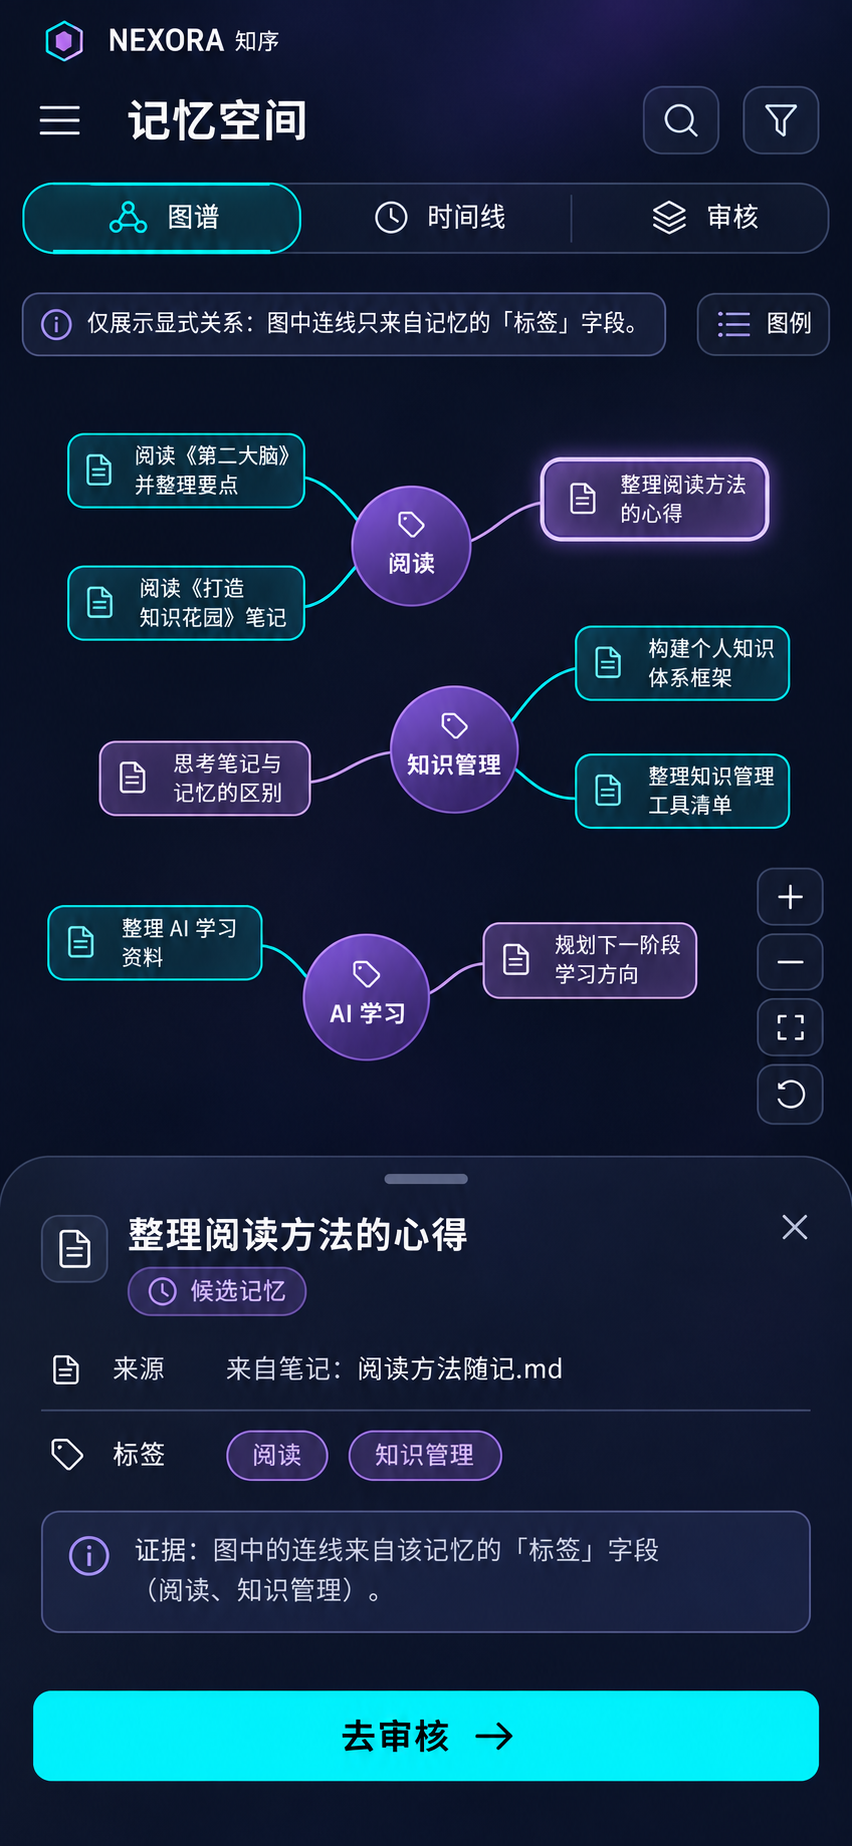 NEXORA 知序
记忆空间
图谱
时间线
审核
仅展示显式关系：图中连线只来自记忆的「标签」字段。
图例
阅读《第二大脑》
并整理要点
整理阅读方法
的心得
阅读
阅读《打造
知识花园》笔记
构建个人知识
体系框架
知识管理
思考笔记与
记忆的区别
整理知识管理
工具清单
整理 AI 学习
资料
规划下一阶段
学习方向
AI 学习
整理阅读方法的心得
候选记忆
来源
来自笔记：阅读方法随记.md
标签
阅读
知识管理
证据：图中的连线来自该记忆的「标签」字段
（阅读、知识管理）。
去审核 →